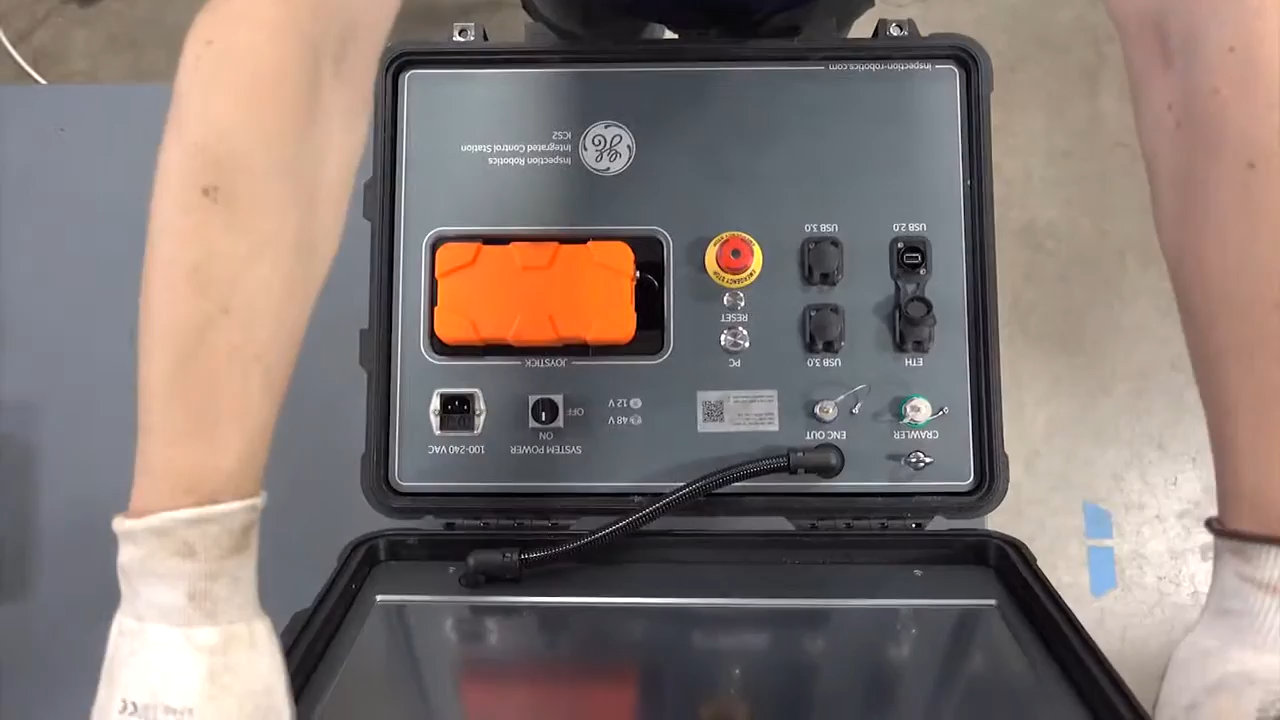 inspection-robotics.com
Inspection Robotics
Integrated Control Station
ICS2
USB 3.0
USB 2.0
EMERGENCY STOP
RESET
PC
USB 3.0
ETH
JOYSTICK
12 V
48 V
OFF
ON
SYSTEM POWER
100-240 VAC
ENC OUT
CRAWLER